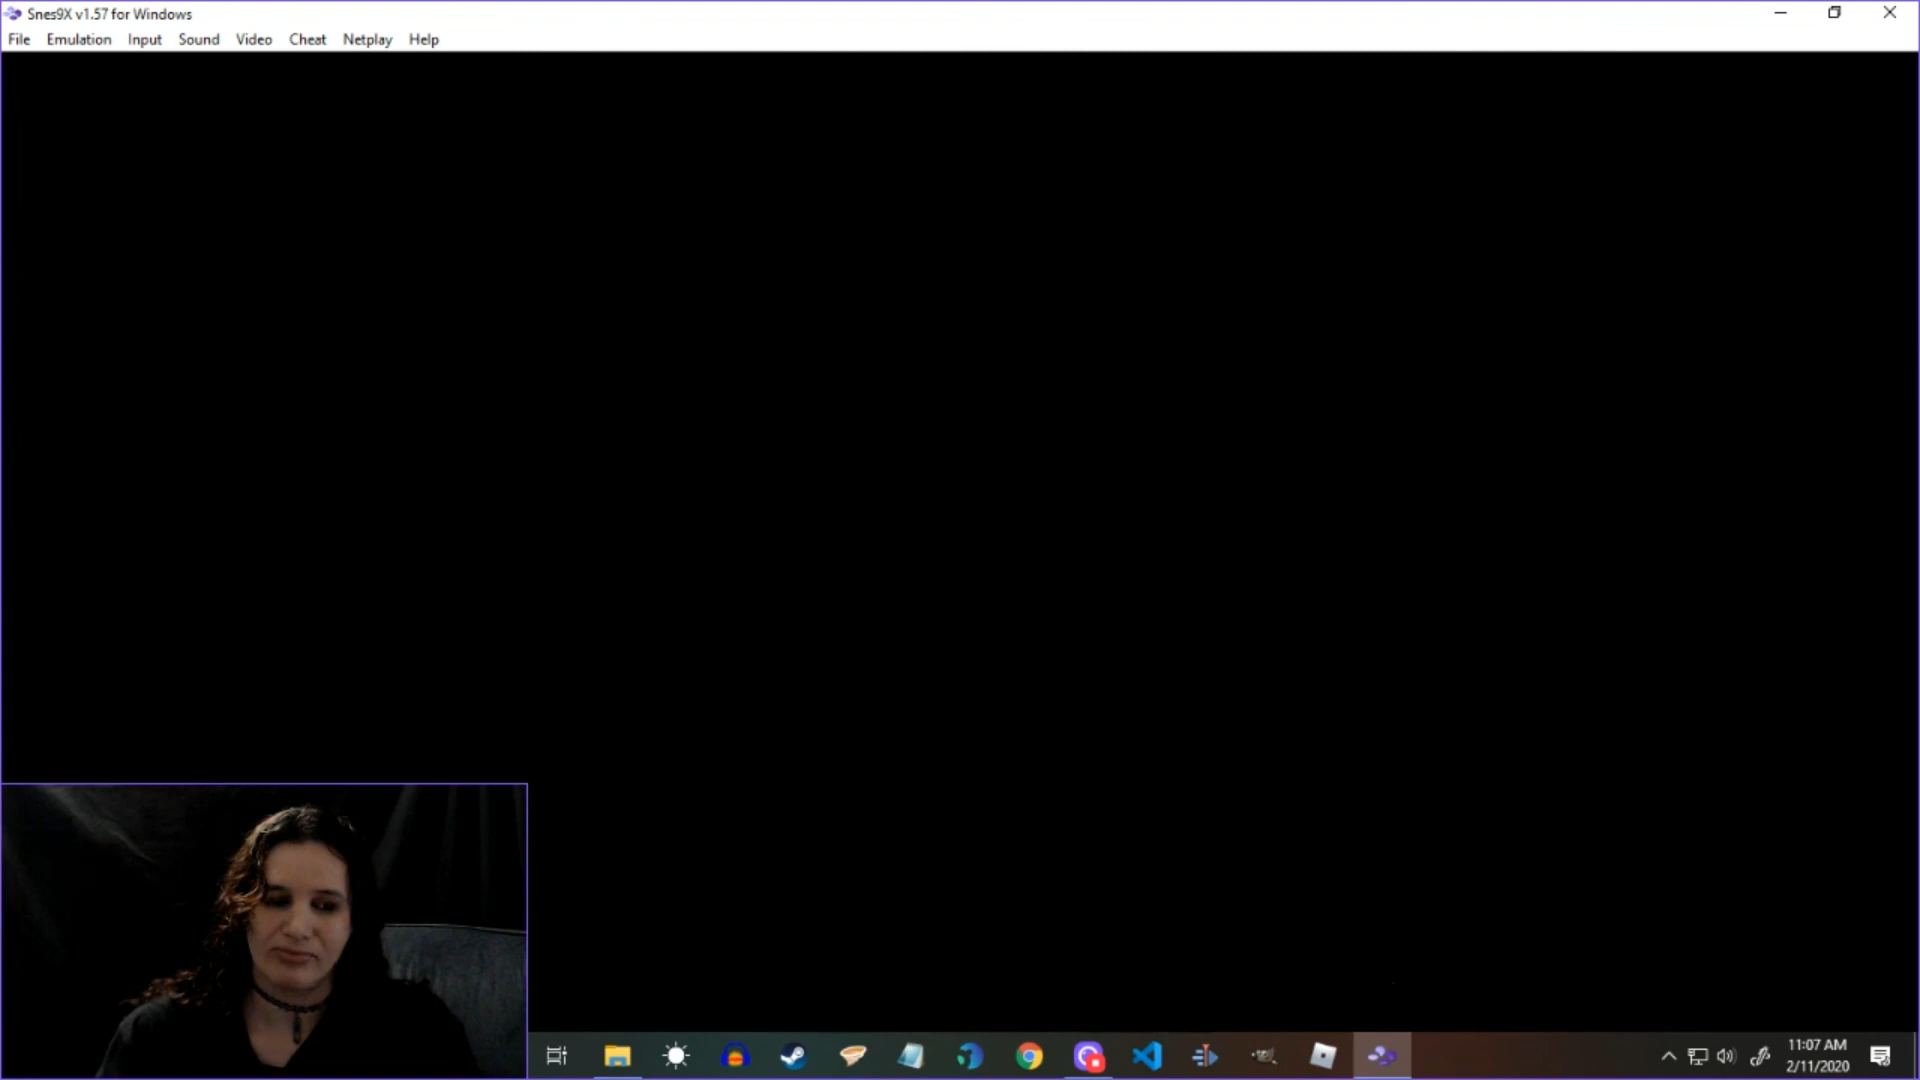 Snes9X v1.57 for Windows
File Emulation Input Sound Video Cheat Netplay Help
11:07 AM
2/11/2020